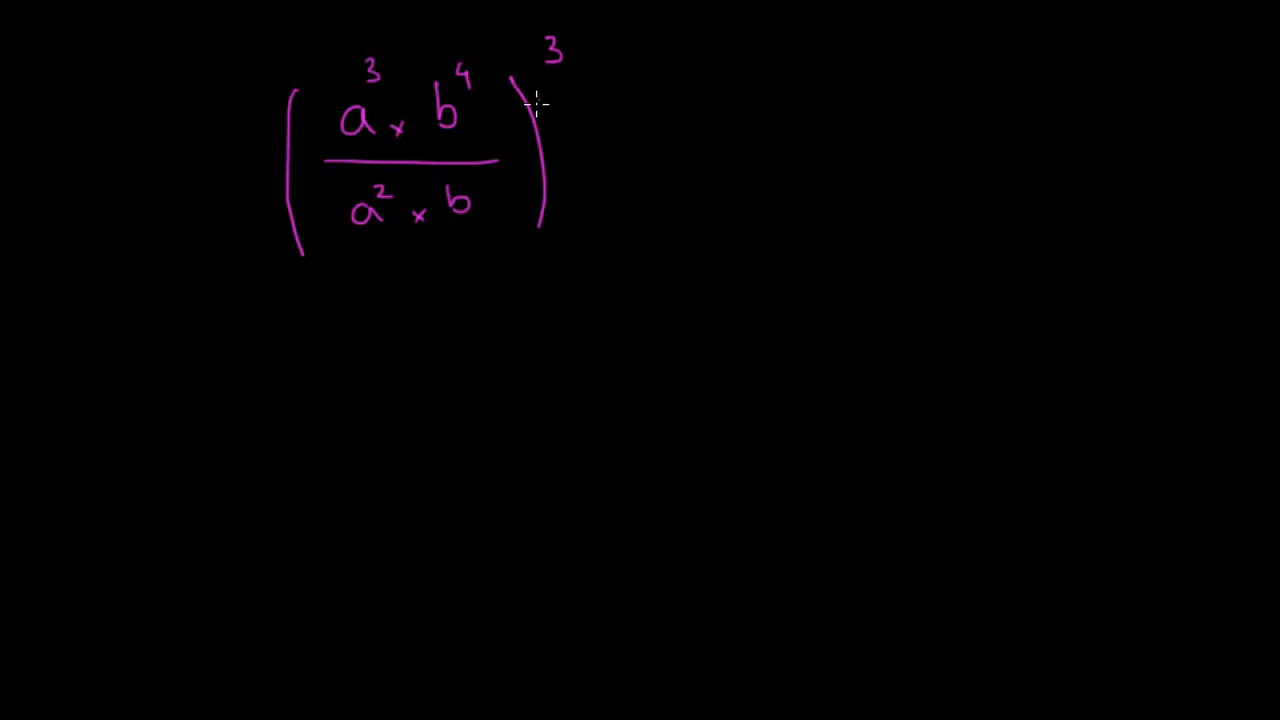 ( a³ × b⁴ )³
a² × b